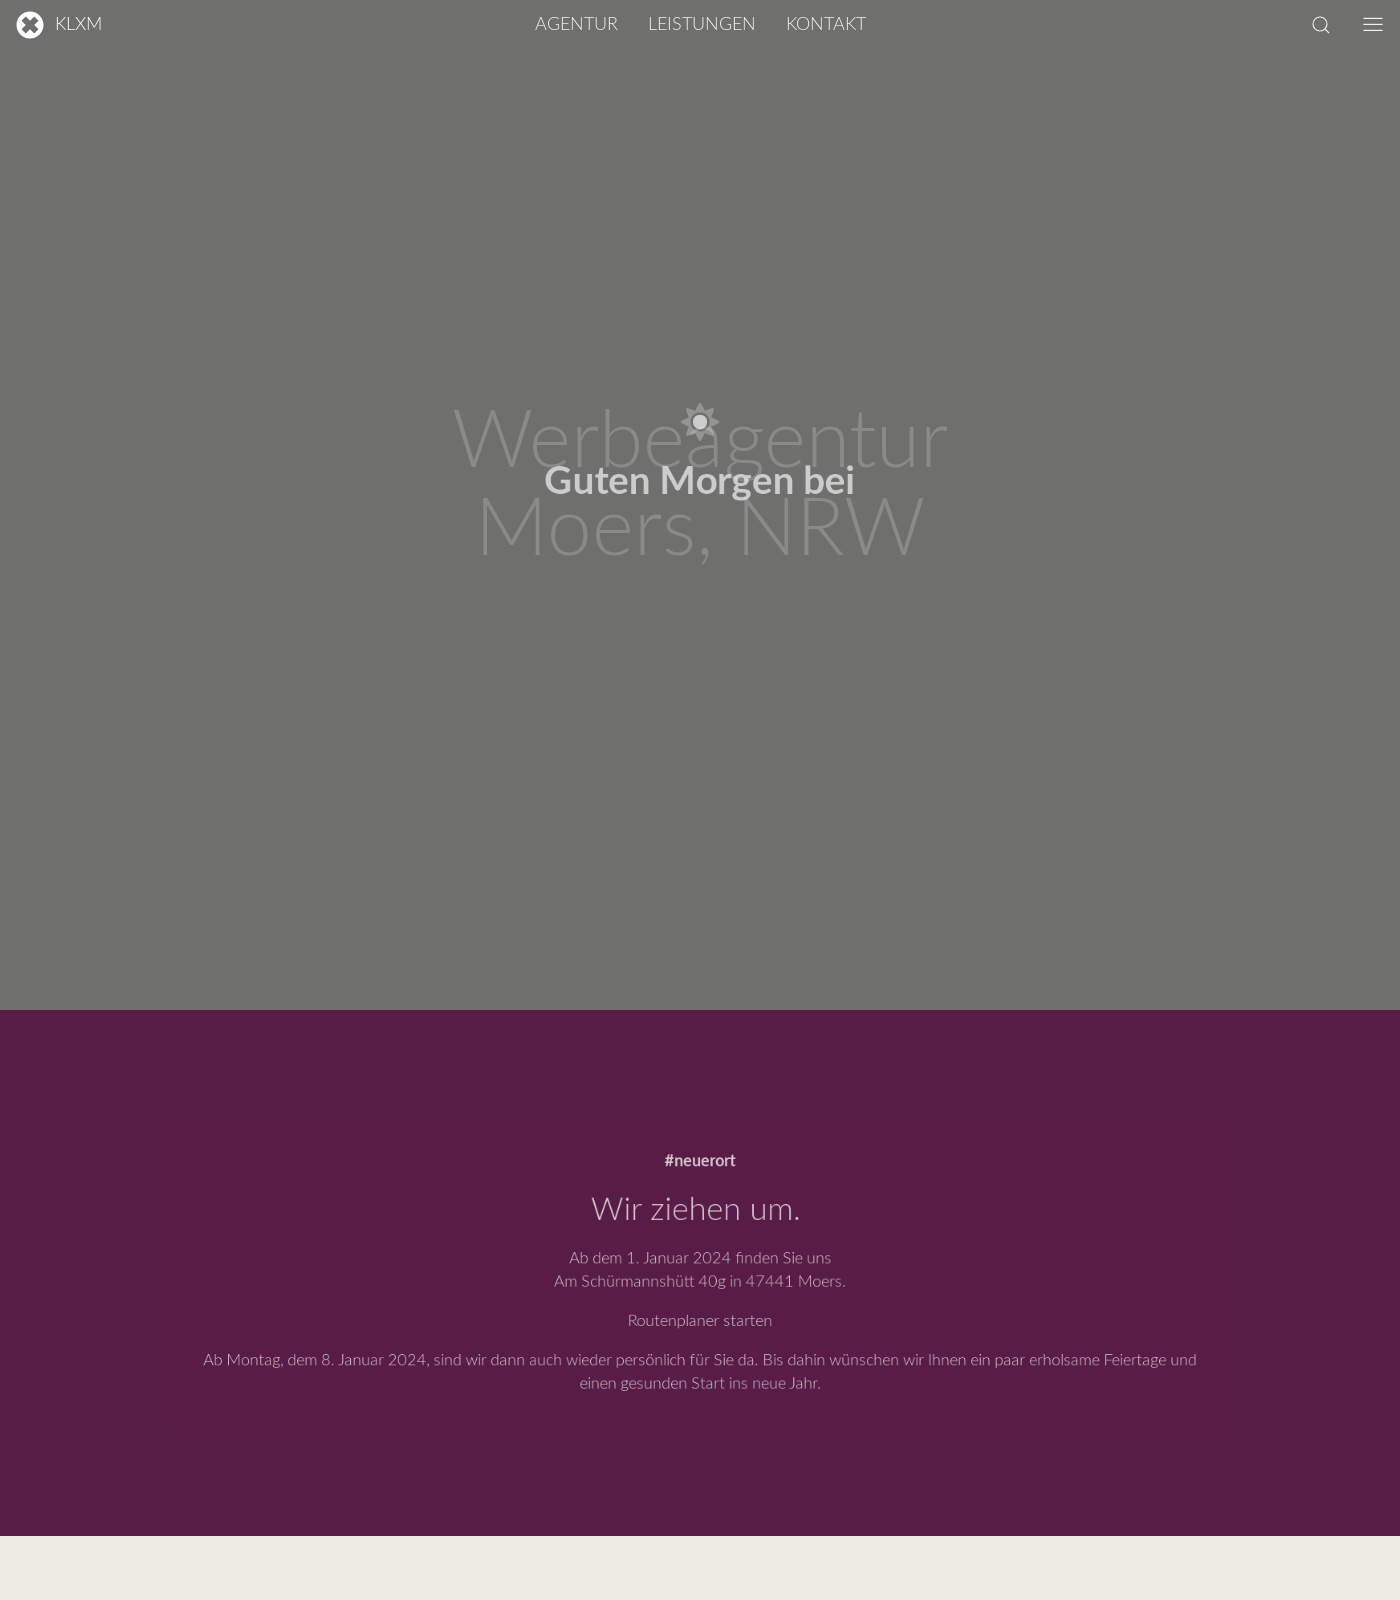 KLXM
AGENTUR LEISTUNGEN KONTAKT
Werbeagentur
Guten Morgen bei
Moers, NRW
#neuerort
Wir ziehen um.
Ab dem 1. Januar 2024 finden Sie uns
Am Schürmannshütt 40g in 47441 Moers.
Routenplaner starten
Ab Montag, dem 8. Januar 2024, sind wir dann auch wieder persönlich für Sie da. Bis dahin wünschen wir Ihnen ein paar erholsame Feiertage und
einen gesunden Start ins neue Jahr.